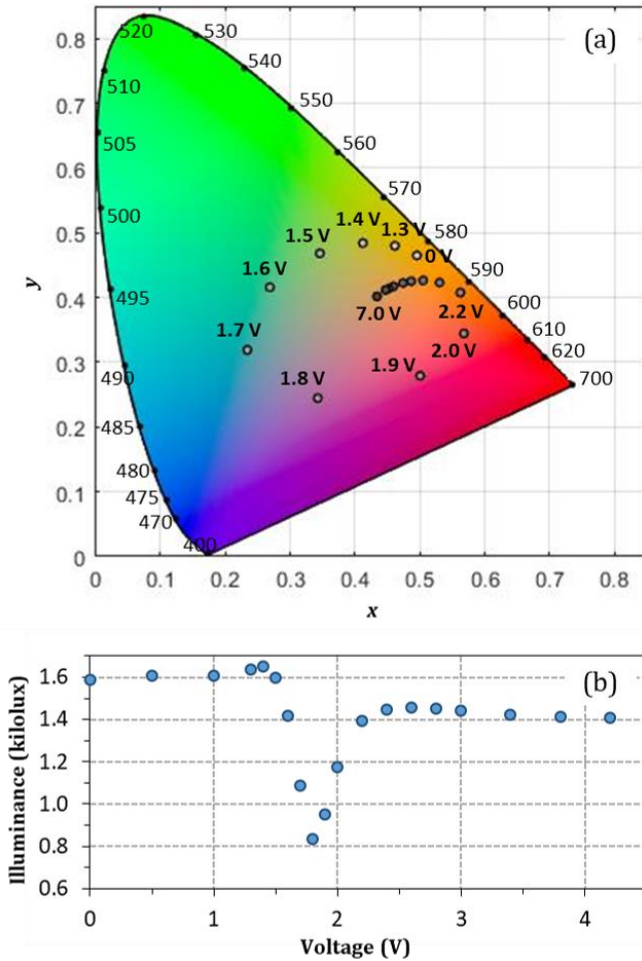 (a)
0.8
0.7
0.6
0.5
0.4
0.3
0.2
0.1
0
y
520
530
510
540
550
505
560
570
500
1.4 V
1.3 V
580
1.5 V
0 V
1.6 V
590
495
7.0 V
2.2 V
600
1.7 V
2.0 V
610
620
490
1.8 V
1.9 V
700
485
480
475
470
400
0 0.1 0.2 0.3 0.4 0.5 0.6 0.7 0.8
x
(b)
1.6
1.4
1.2
1.0
0.8
0.6
Illuminance (kilolux)
0 1 2 3 4
Voltage (V)